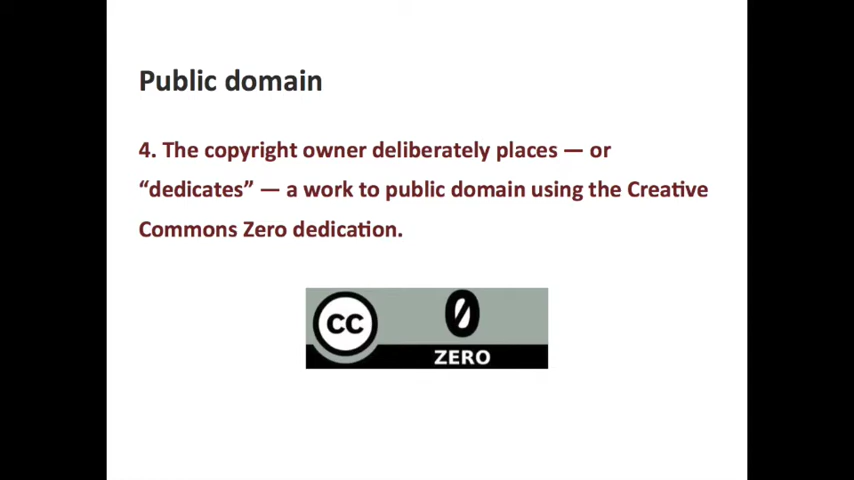 Public domain
4. The copyright owner deliberately places — or
“dedicates” — a work to public domain using the Creative
Commons Zero dedication.
CC 0
ZERO